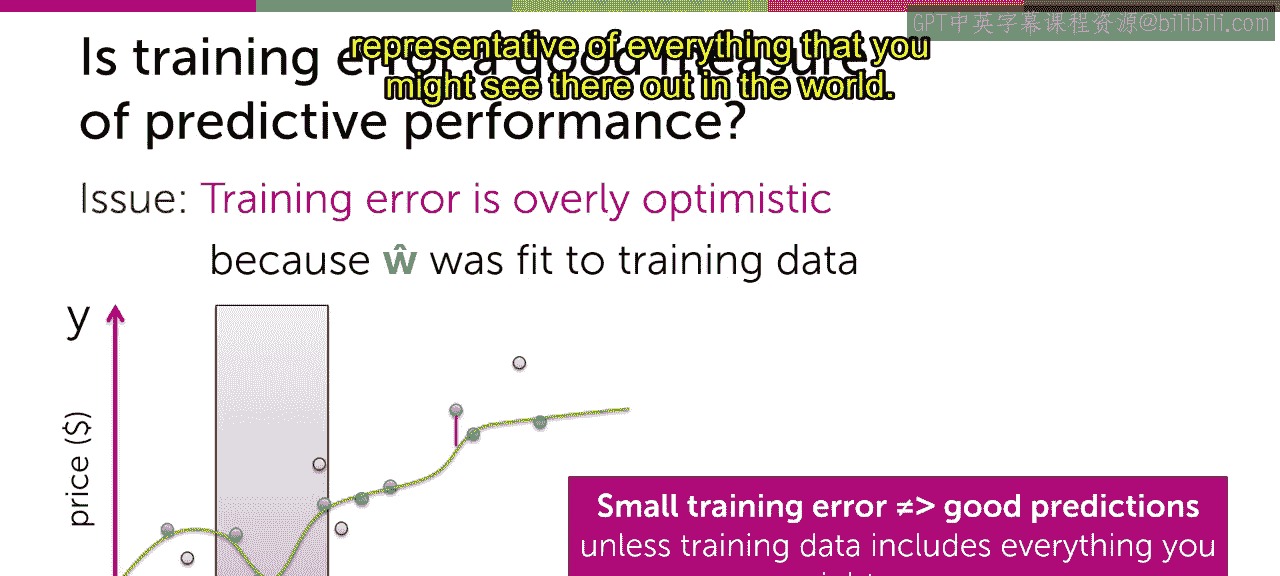 GPT中英字幕课程资源@bilibili.com
representative of everything that you
might see there out in the world.
Is training error a good measure
of predictive performance?
Issue: Training error is overly optimistic
because ŵ was fit to training data
y
price ($)
Small training error ≠> good predictions
unless training data includes everything you